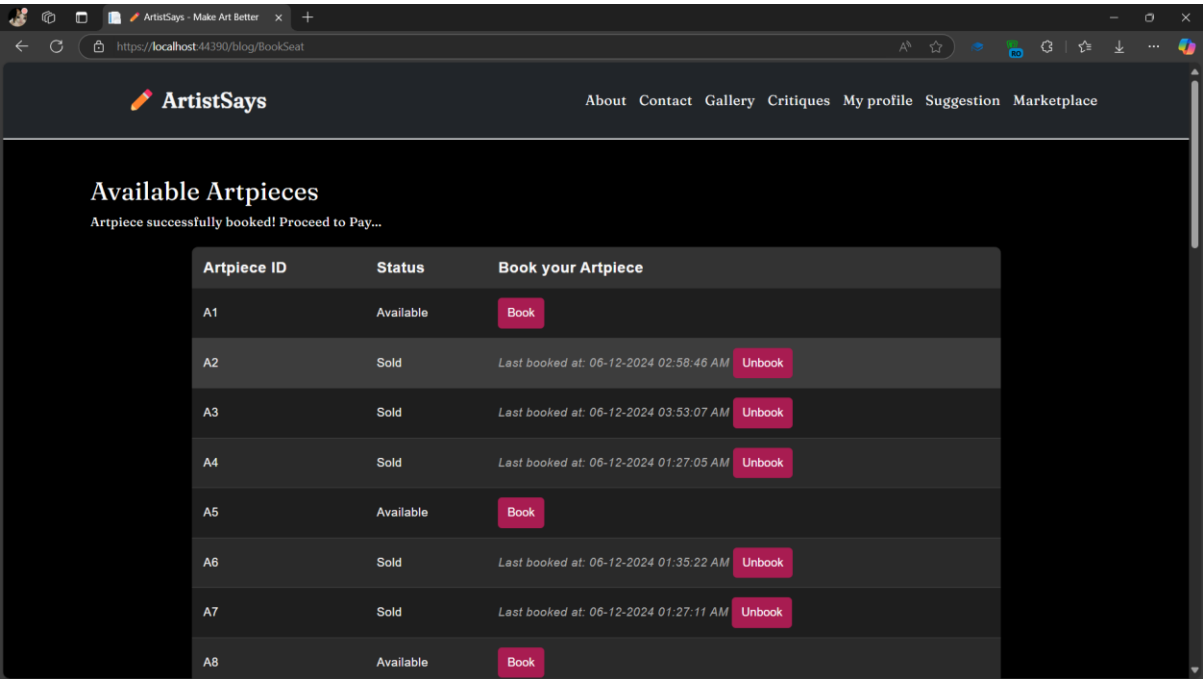 ArtistSays - Make Art Better
https://localhost:44390/blog/BookSeat
ArtistSays
About Contact Gallery Critiques My profile Suggestion Marketplace
Available Artpieces
Artpiece successfully booked! Proceed to Pay...
Artpiece ID Status Book your Artpiece
A1 Available Book
A2 Sold Last booked at: 06-12-2024 02:58:46 AM Unbook
A3 Sold Last booked at: 06-12-2024 03:53:07 AM Unbook
A4 Sold Last booked at: 06-12-2024 01:27:05 AM Unbook
A5 Available Book
A6 Sold Last booked at: 06-12-2024 01:35:22 AM Unbook
A7 Sold Last booked at: 06-12-2024 01:27:11 AM Unbook
A8 Available Book